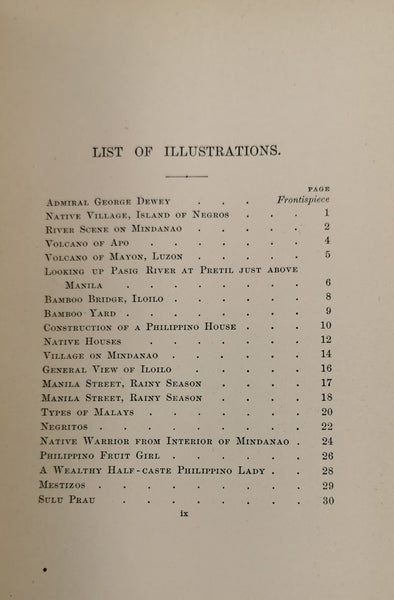 LIST OF ILLUSTRATIONS.
PAGE
ADMIRAL GEORGE DEWEY . . . Frontispiece
NATIVE VILLAGE, ISLAND OF NEGROS . . . 1
RIVER SCENE ON MINDANAO . . . . 2
VOLCANO OF APO . . . . . . 4
VOLCANO OF MAYON, LUZON . . . . 5
LOOKING UP PASIG RIVER AT PRETIL JUST ABOVE
MANILA . . . . . . 6
BAMBOO BRIDGE, ILOILO . . . . . 8
BAMBOO YARD . . . . . . . 9
CONSTRUCTION OF A PHILIPPINO HOUSE . . . 10
NATIVE HOUSES . . . . . . 12
VILLAGE ON MINDANAO . . . . . 14
GENERAL VIEW OF ILOILO . . . . 16
MANILA STREET, RAINY SEASON . . . . 17
MANILA STREET, RAINY SEASON . . . . 18
TYPES OF MALAYS . . . . . . 20
NEGRITOS . . . . . . . . 22
NATIVE WARRIOR FROM INTERIOR OF MINDANAO . 24
PHILIPPINO FRUIT GIRL . . . . . 26
A WEALTHY HALF-CASTE PHILIPPINO LADY . . 28
MESTIZOS . . . . . . . . 29
SULU PRAU . . . . . . . 30
ix